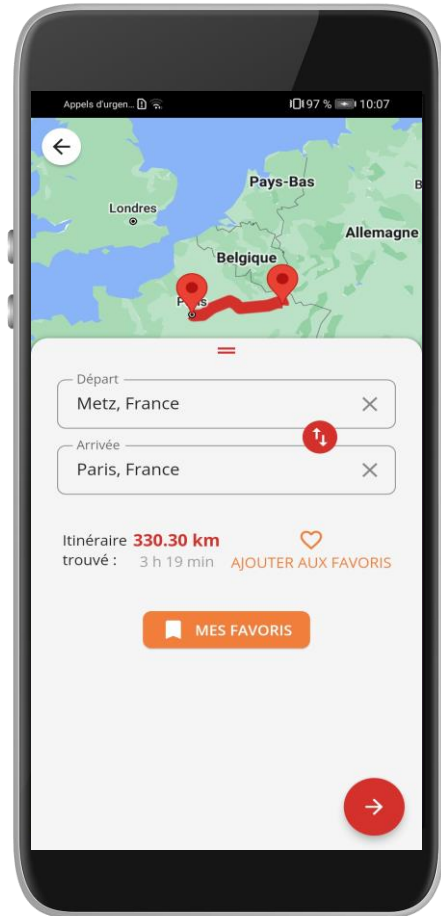 Appels d'urgen... 97 % 10:07
Pays-Bas
Londres
Allemagne
Belgique
Départ
Metz, France
Arrivée
Paris, France
Itinéraire 330.30 km
trouvé : 3 h 19 min AJOUTER AUX FAVORIS
MES FAVORIS